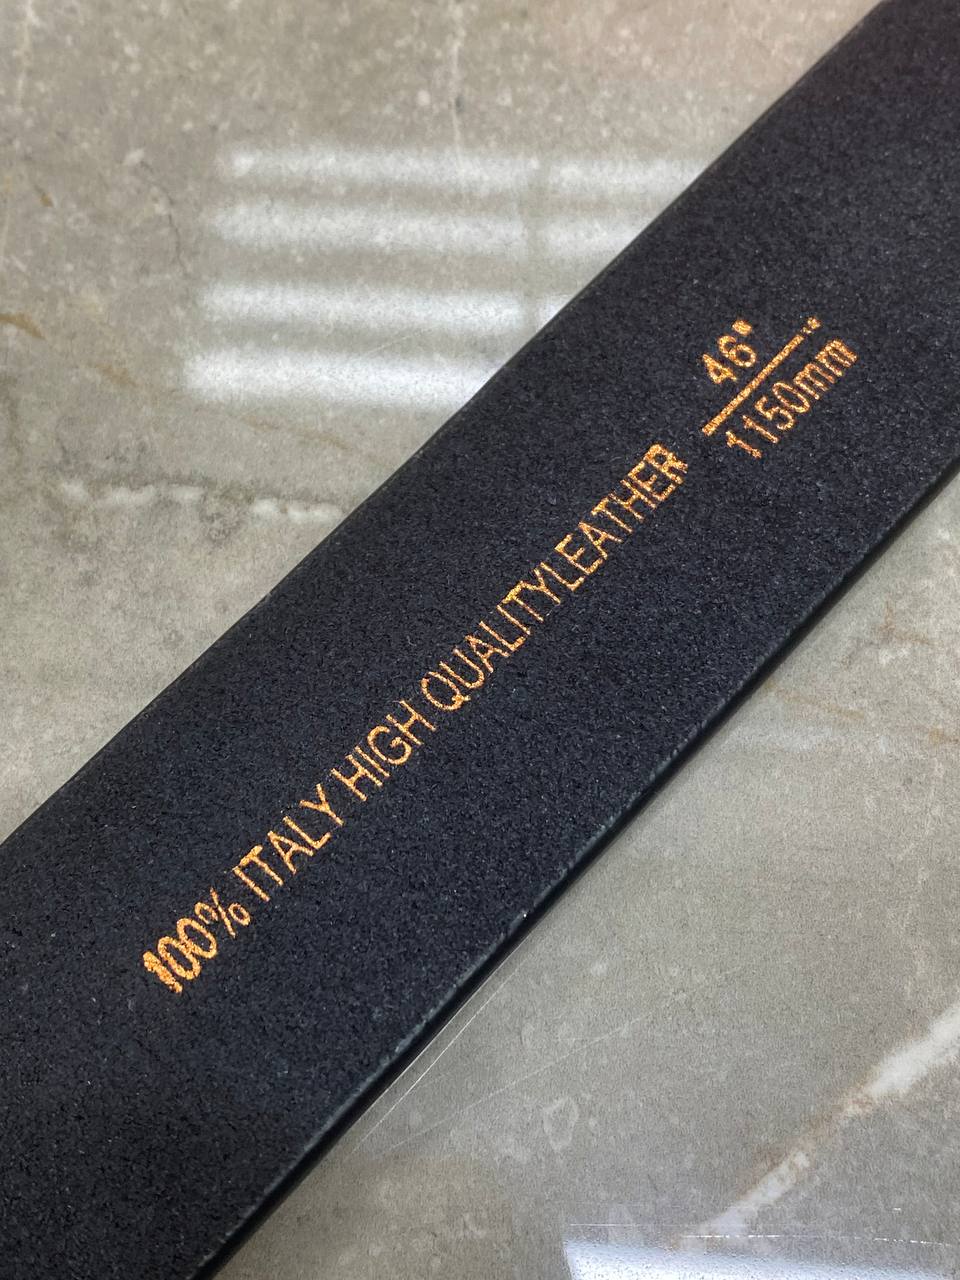 100% ITALY HIGH QUALITYLEATHER
46"
1150mm